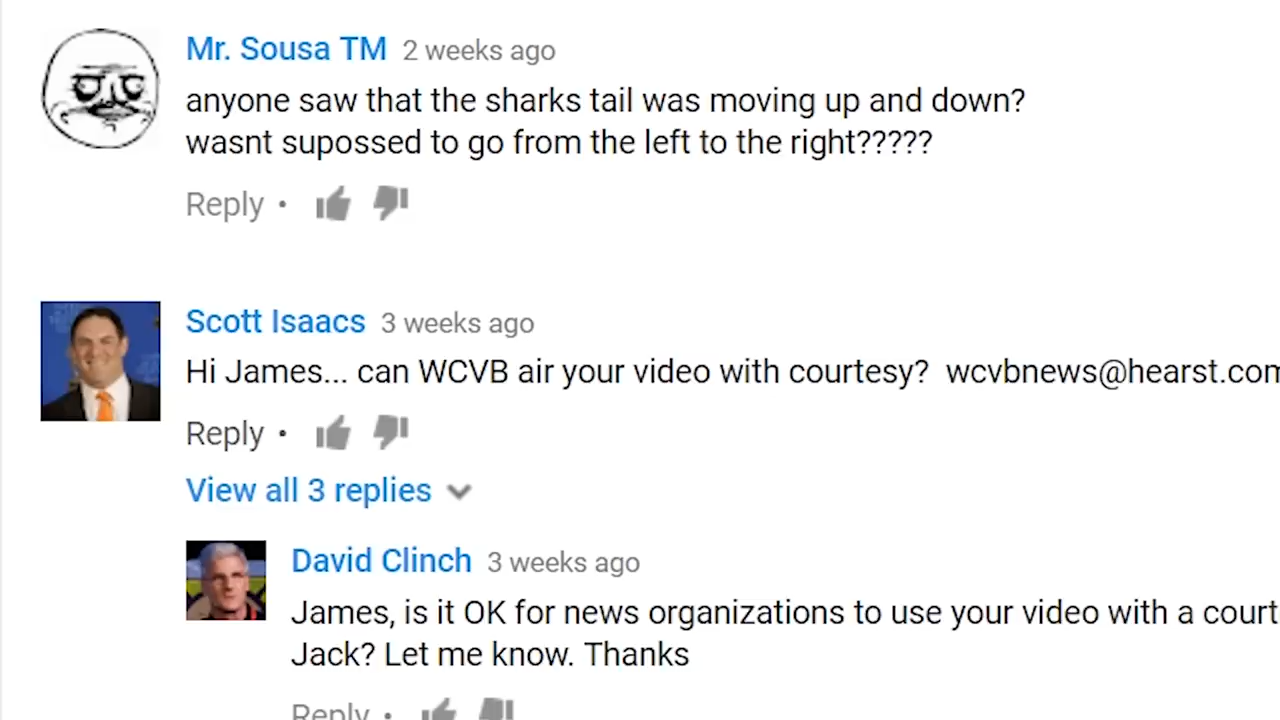 Mr. Sousa TM 2 weeks ago
anyone saw that the sharks tail was moving up and down?
wasnt supossed to go from the left to the right?????
Reply •
Scott Isaacs 3 weeks ago
Hi James... can WCVB air your video with courtesy? wcvbnews@hearst.com
Reply •
View all 3 replies
David Clinch 3 weeks ago
James, is it OK for news organizations to use your video with a court
Jack? Let me know. Thanks
Reply •